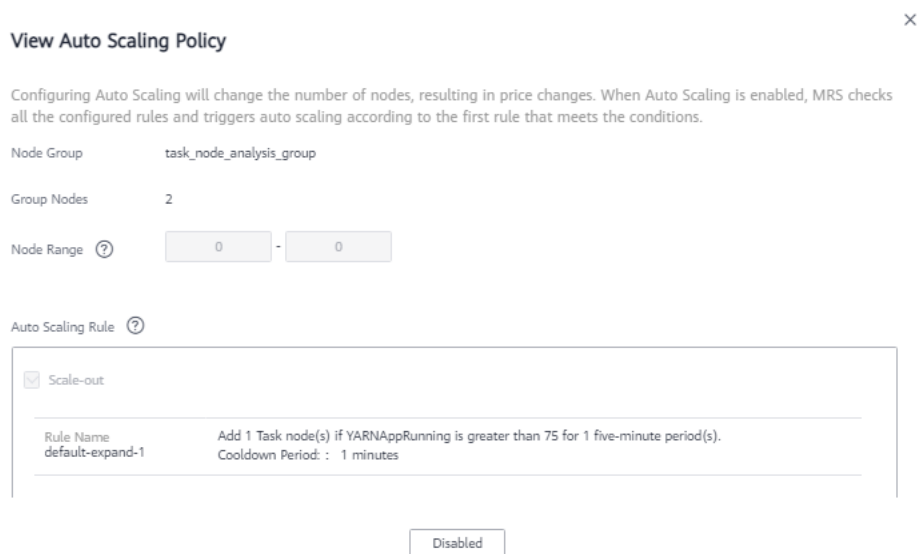 View Auto Scaling Policy
Configuring Auto Scaling will change the number of nodes, resulting in price changes. When Auto Scaling is enabled, MRS checks
all the configured rules and triggers auto scaling according to the first rule that meets the conditions.
Node Group task_node_analysis_group
Group Nodes 2
Node Range ? 0 - 0
Auto Scaling Rule ?
Scale-out
Rule Name Add 1 Task node(s) if YARNAppRunning is greater than 75 for 1 five-minute period(s).
default-expand-1 Cooldown Period: : 1 minutes
Disabled